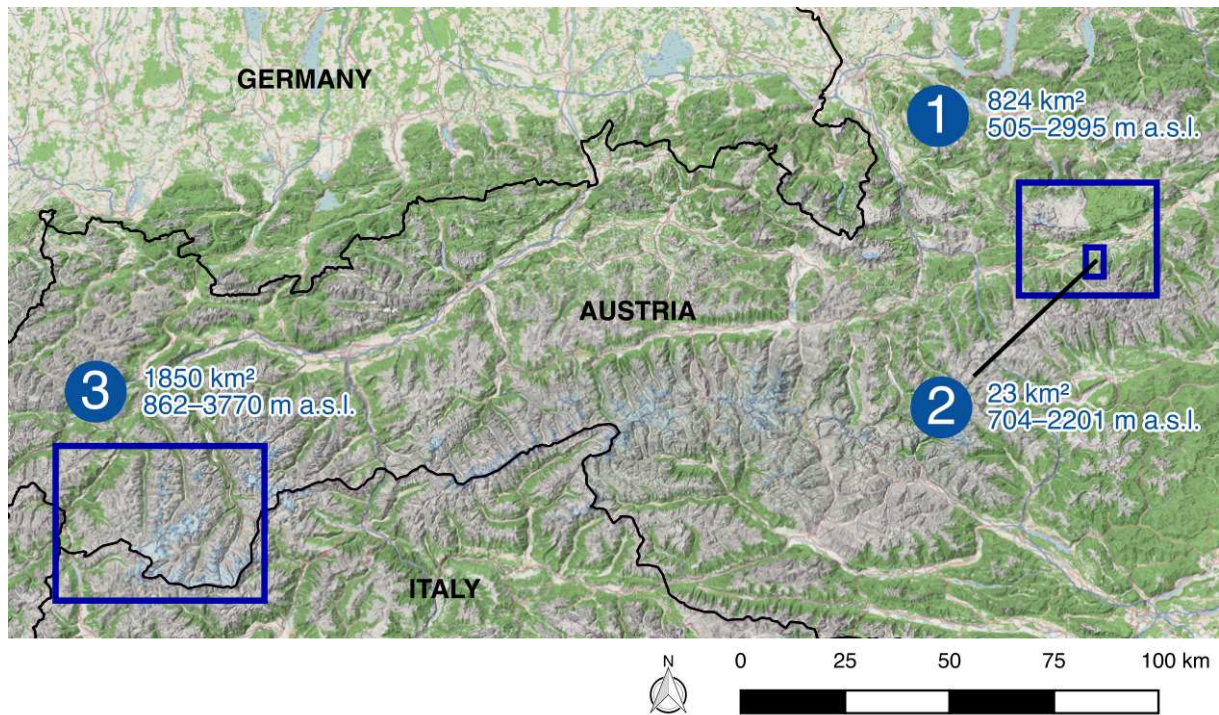 GERMANY
1
824 km²
505–2995 m a.s.l.
AUSTRIA
3
1850 km²
862–3770 m a.s.l.
2
23 km²
704–2201 m a.s.l.
ITALY
N
0 25 50 75 100 km